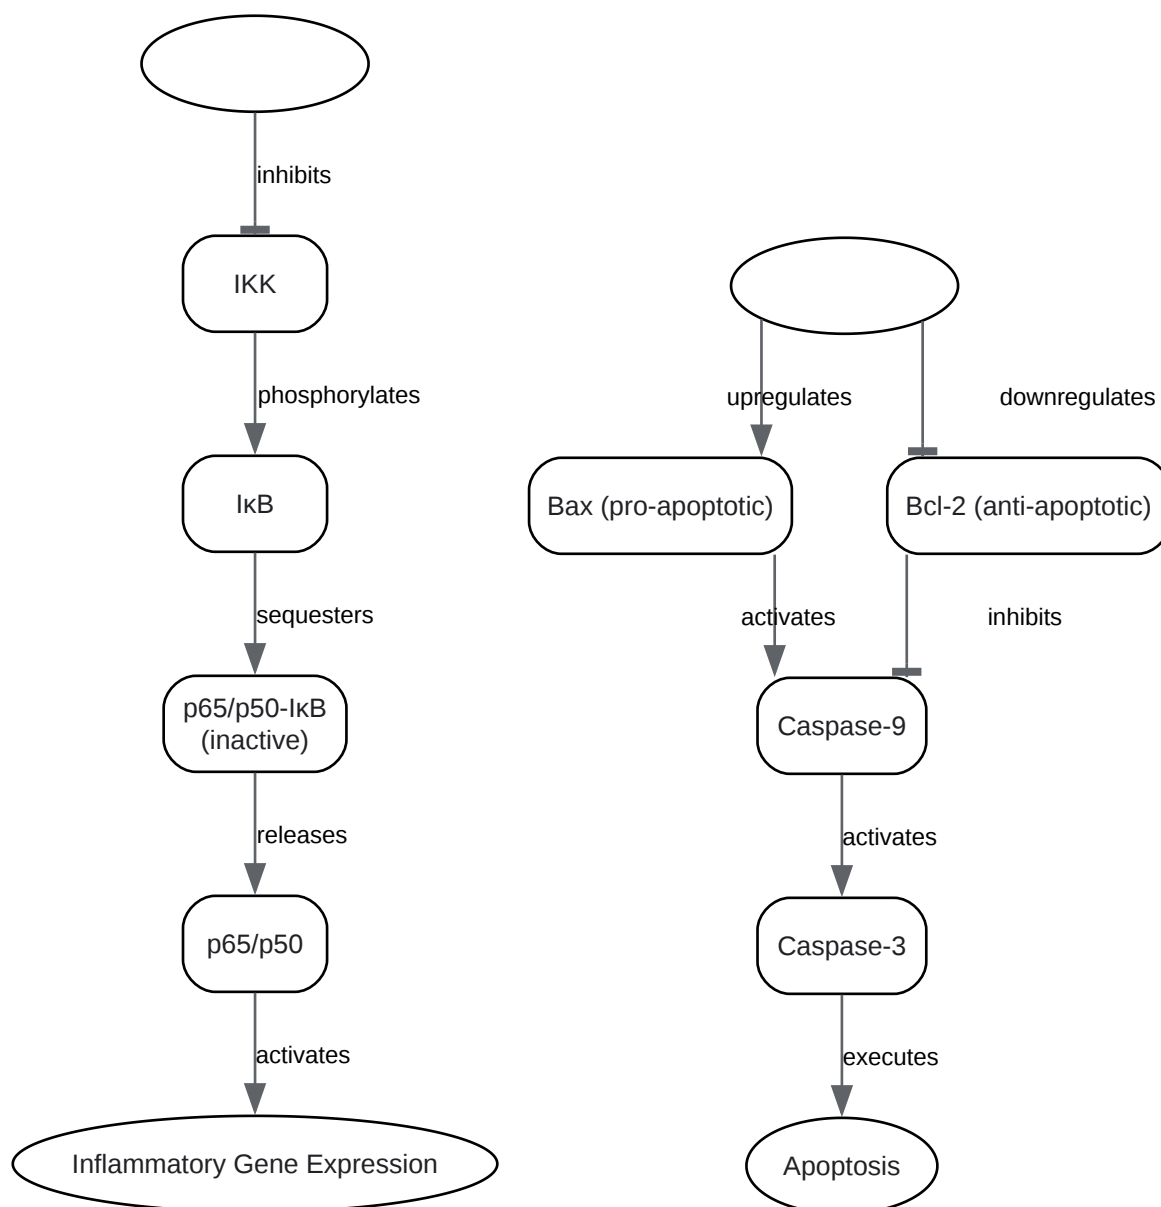 inhibits
IKK
phosphorylates
IκB
sequesters
p65/p50-IκB
(inactive)
releases
p65/p50
activates
Inflammatory Gene Expression
upregulates
downregulates
Bax (pro-apoptotic)
Bcl-2 (anti-apoptotic)
activates
inhibits
Caspase-9
activates
Caspase-3
executes
Apoptosis